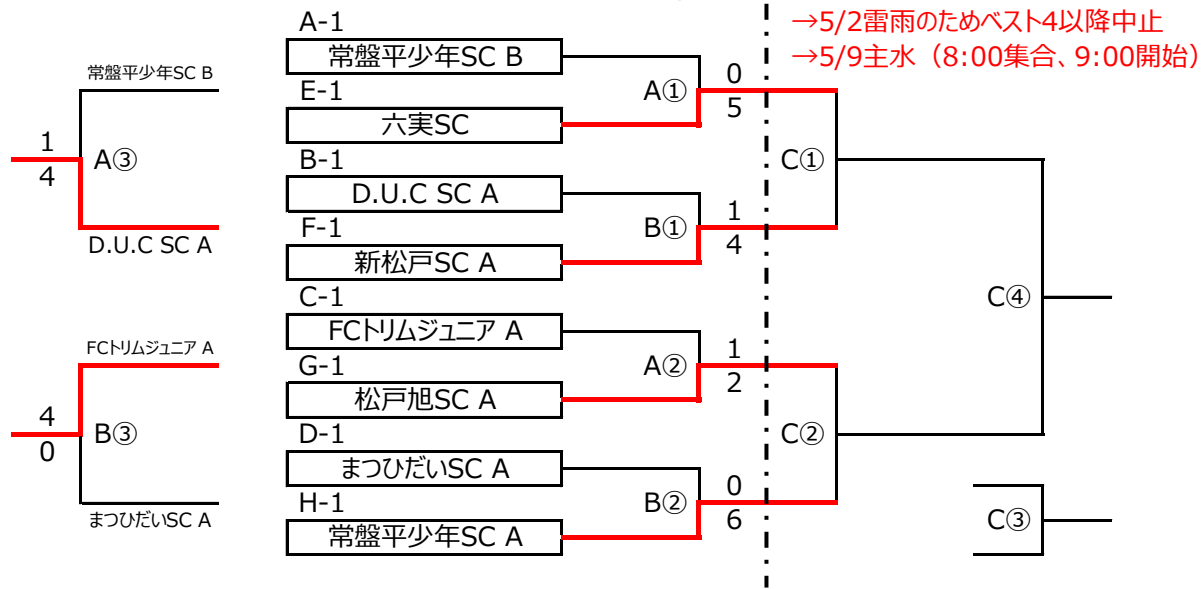 →5/2雷雨のためベスト4以降中止
→5/9主水（8:00集合、9:00開始）
常盤平少年SC B
1
4
A③
D.U.C SC A
FCトリムジュニア A
4
0
B③
まつひだいSC A
A-1
常盤平少年SC B
E-1
六実SC
A①
0
5
B-1
D.U.C SC A
F-1
新松戸SC A
B①
1
4
C-1
FCトリムジュニア A
G-1
松戸旭SC A
A②
1
2
D-1
まつひだいSC A
H-1
常盤平少年SC A
B②
0
6
C①
C②
C④
C③